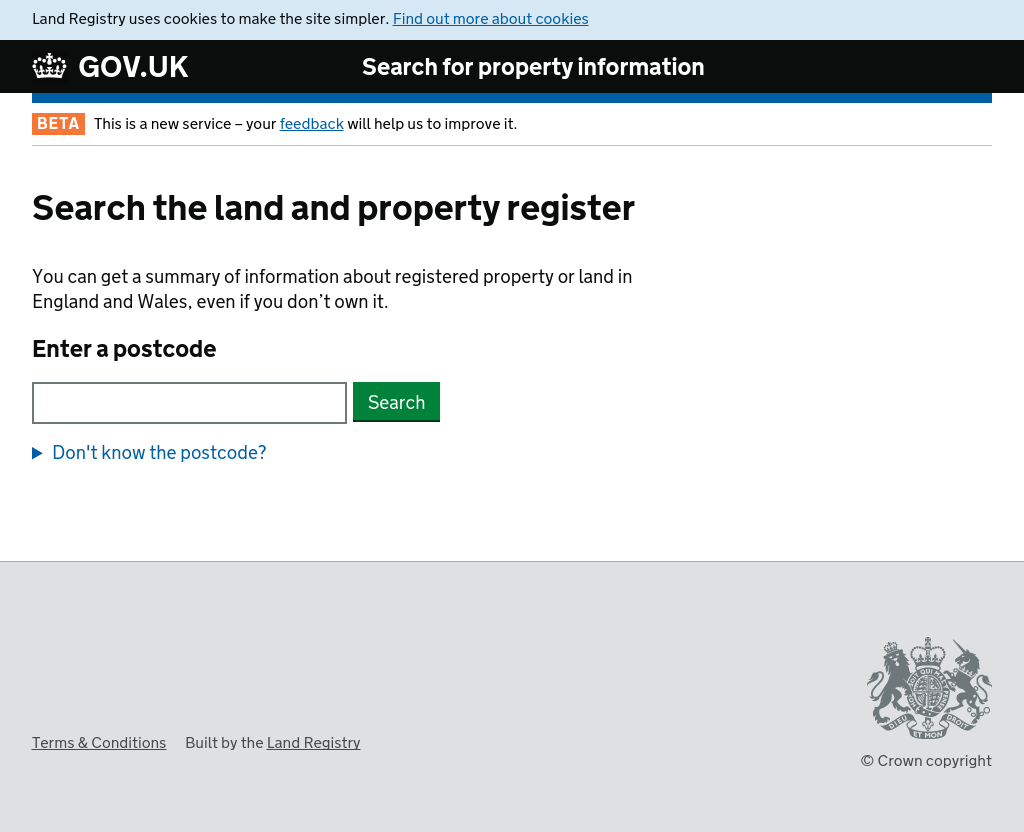 Land Registry uses cookies to make the site simpler. Find out more about cookies
GOV.UK
Search for property information
BETA This is a new service – your feedback will help us to improve it.
Search the land and property register
You can get a summary of information about registered property or land in
England and Wales, even if you don’t own it.
Enter a postcode
Search
Don't know the postcode?
DIEU ET MON DROIT
Terms & Conditions Built by the Land Registry
© Crown copyright